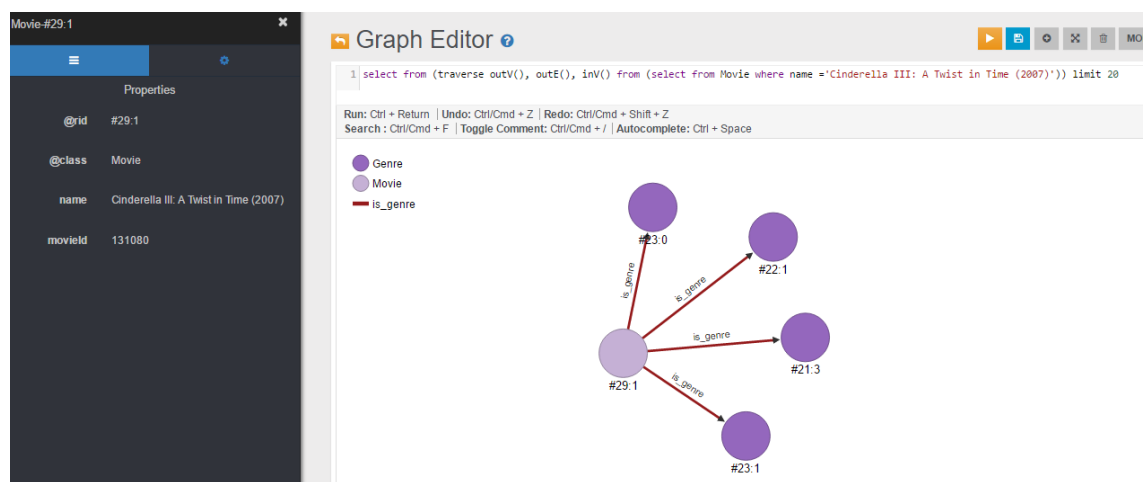 Movie-#29:1
Properties
@rid #29:1
@class Movie
name Cinderella III: A Twist in Time (2007)
movieId 131080
Graph Editor
MO
1 select from (traverse outV(), outE(), inV() from (select from Movie where name ='Cinderella III: A Twist in Time (2007)')) limit 20
Run: Ctrl + Return | Undo: Ctrl/Cmd + Z | Redo: Ctrl/Cmd + Shift + Z
Search : Ctrl/Cmd + F | Toggle Comment: Ctrl/Cmd + / | Autocomplete: Ctrl + Space
Genre
Movie
is_genre
#23:0
#22:1
is_genre
is_genre
is_genre
#21:3
#29:1
is_genre
#23:1